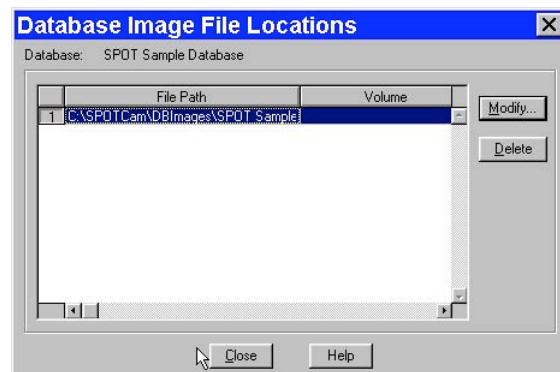 Database Image File Locations
Database: SPOT Sample Database
File Path Volume
1 C:\SPOTCam\DBImages\SPOT Sample
Modify...
Delete
Close Help